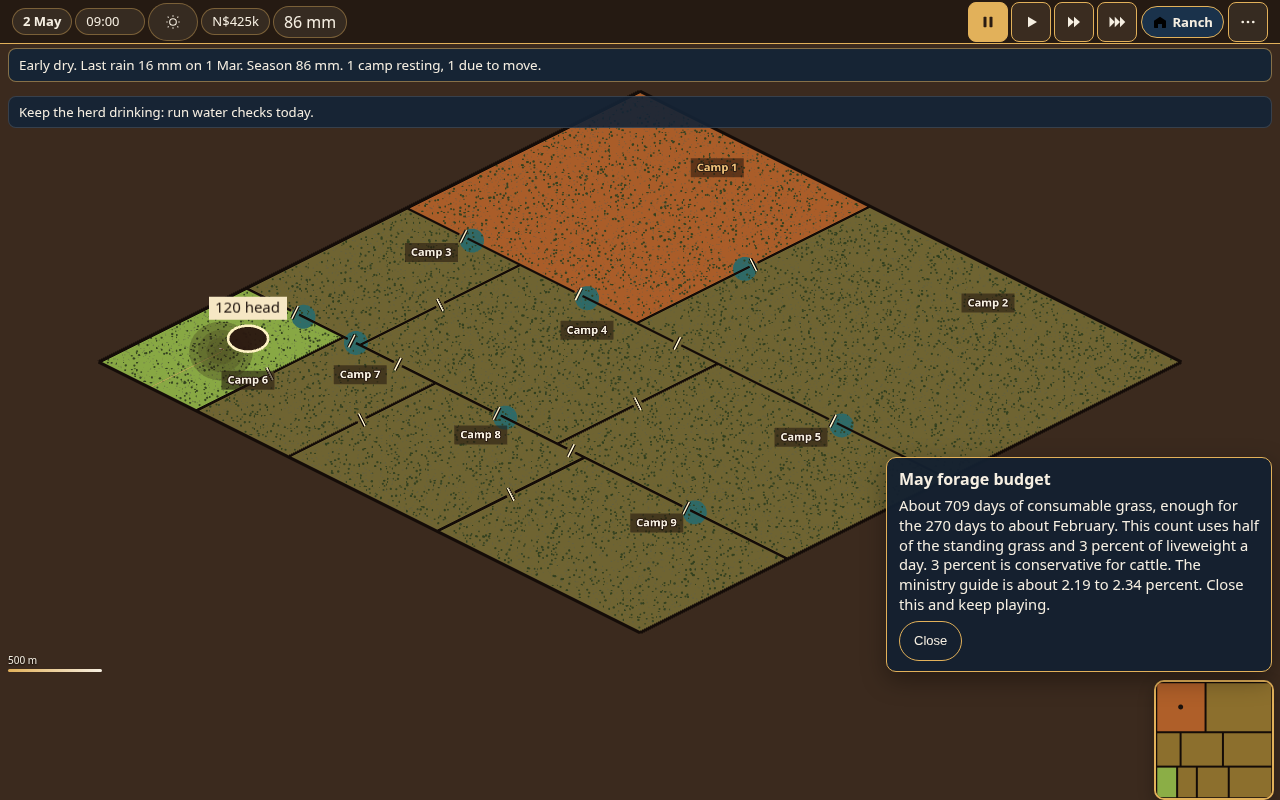 2 May
09:00
N$425k
86 mm
Ranch
Early dry. Last rain 16 mm on 1 Mar. Season 86 mm. 1 camp resting, 1 due to move.
Keep the herd drinking: run water checks today.
Camp 1
Camp 3
Camp 2
120 head
Camp 4
Camp 6
Camp 7
Camp 8
Camp 5
Camp 9
May forage budget
About 709 days of consumable grass, enough for
the 270 days to about February. This count uses half
of the standing grass and 3 percent of liveweight a
day. 3 percent is conservative for cattle. The
ministry guide is about 2.19 to 2.34 percent. Close
this and keep playing.
Close
500 m